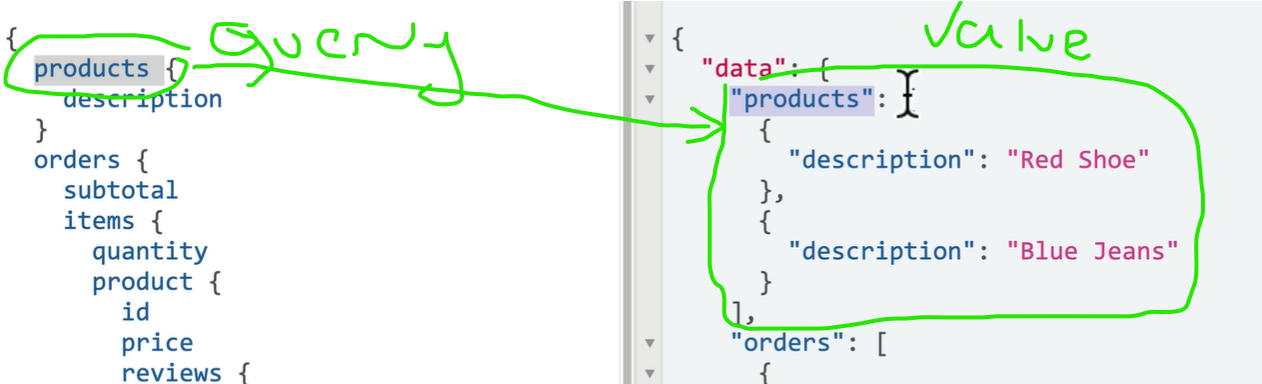 Query
Value
{
products {
description
}
orders {
subtotal
items {
quantity
product {
id
price
reviews {
{
"data": {
"products": [
{
"description": "Red Shoe"
},
{
"description": "Blue Jeans"
}
],
"orders": [
{